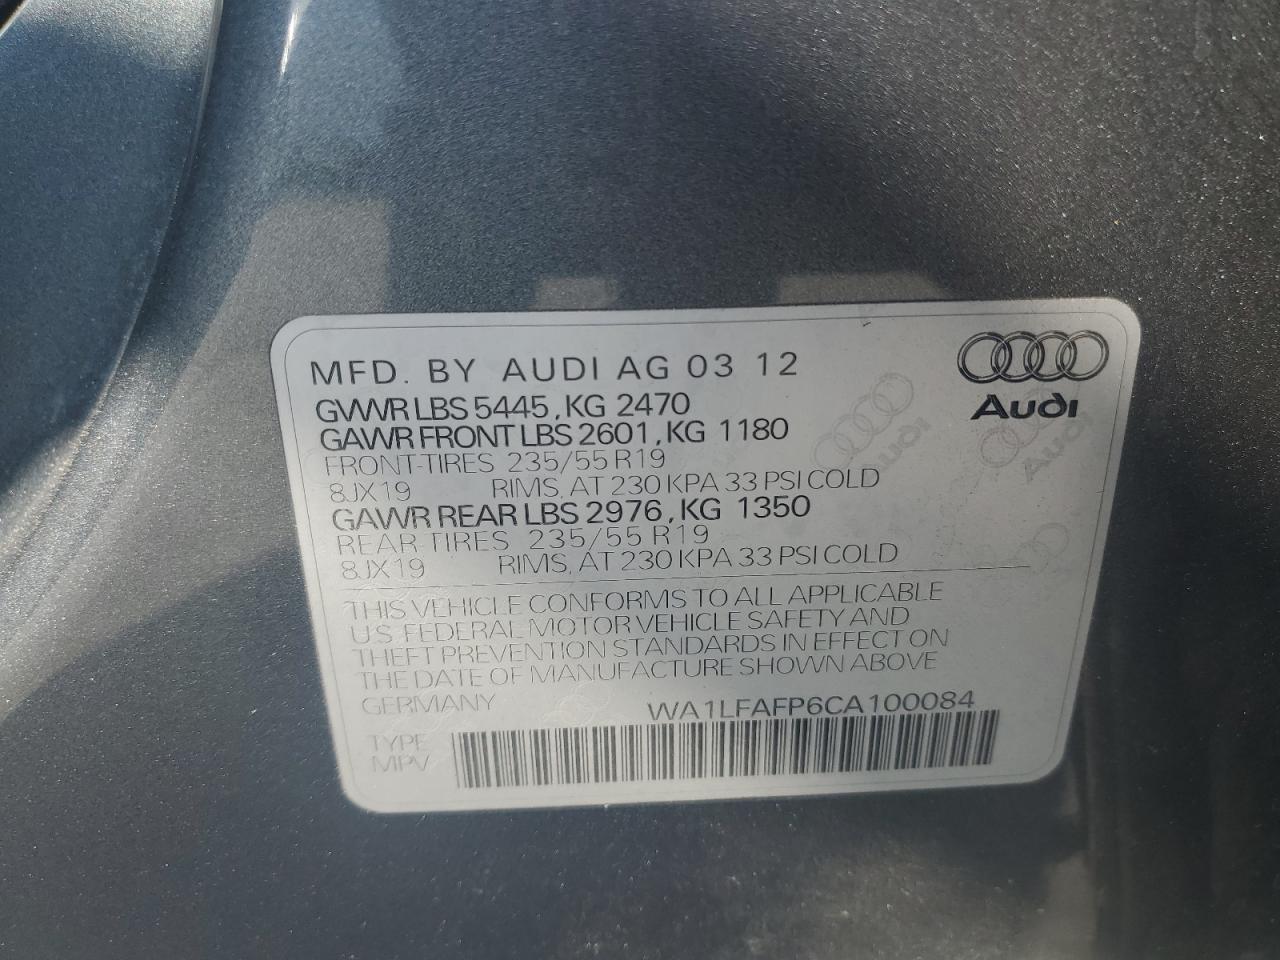 MFD. BY AUDI AG 03 12
GVWR LBS 5445, KG 2470
GAWR FRONT LBS 2601, KG 1180
FRONT-TIRES 235/55 R19
8JX19 RIMS, AT 230 KPA 33 PSI COLD
GAWR REAR LBS 2976, KG 1350
REAR TIRES 235/55 R19
8JX19 RIMS, AT 230 KPA 33 PSI COLD
Audi
Audi
Audi
THIS VEHICLE CONFORMS TO ALL APPLICABLE
U.S. FEDERAL MOTOR VEHICLE SAFETY AND
THEFT PREVENTION STANDARDS IN EFFECT ON
THE DATE OF MANUFACTURE SHOWN ABOVE
GERMANY WA1LFAFP6CA100084
TYPE
MPV